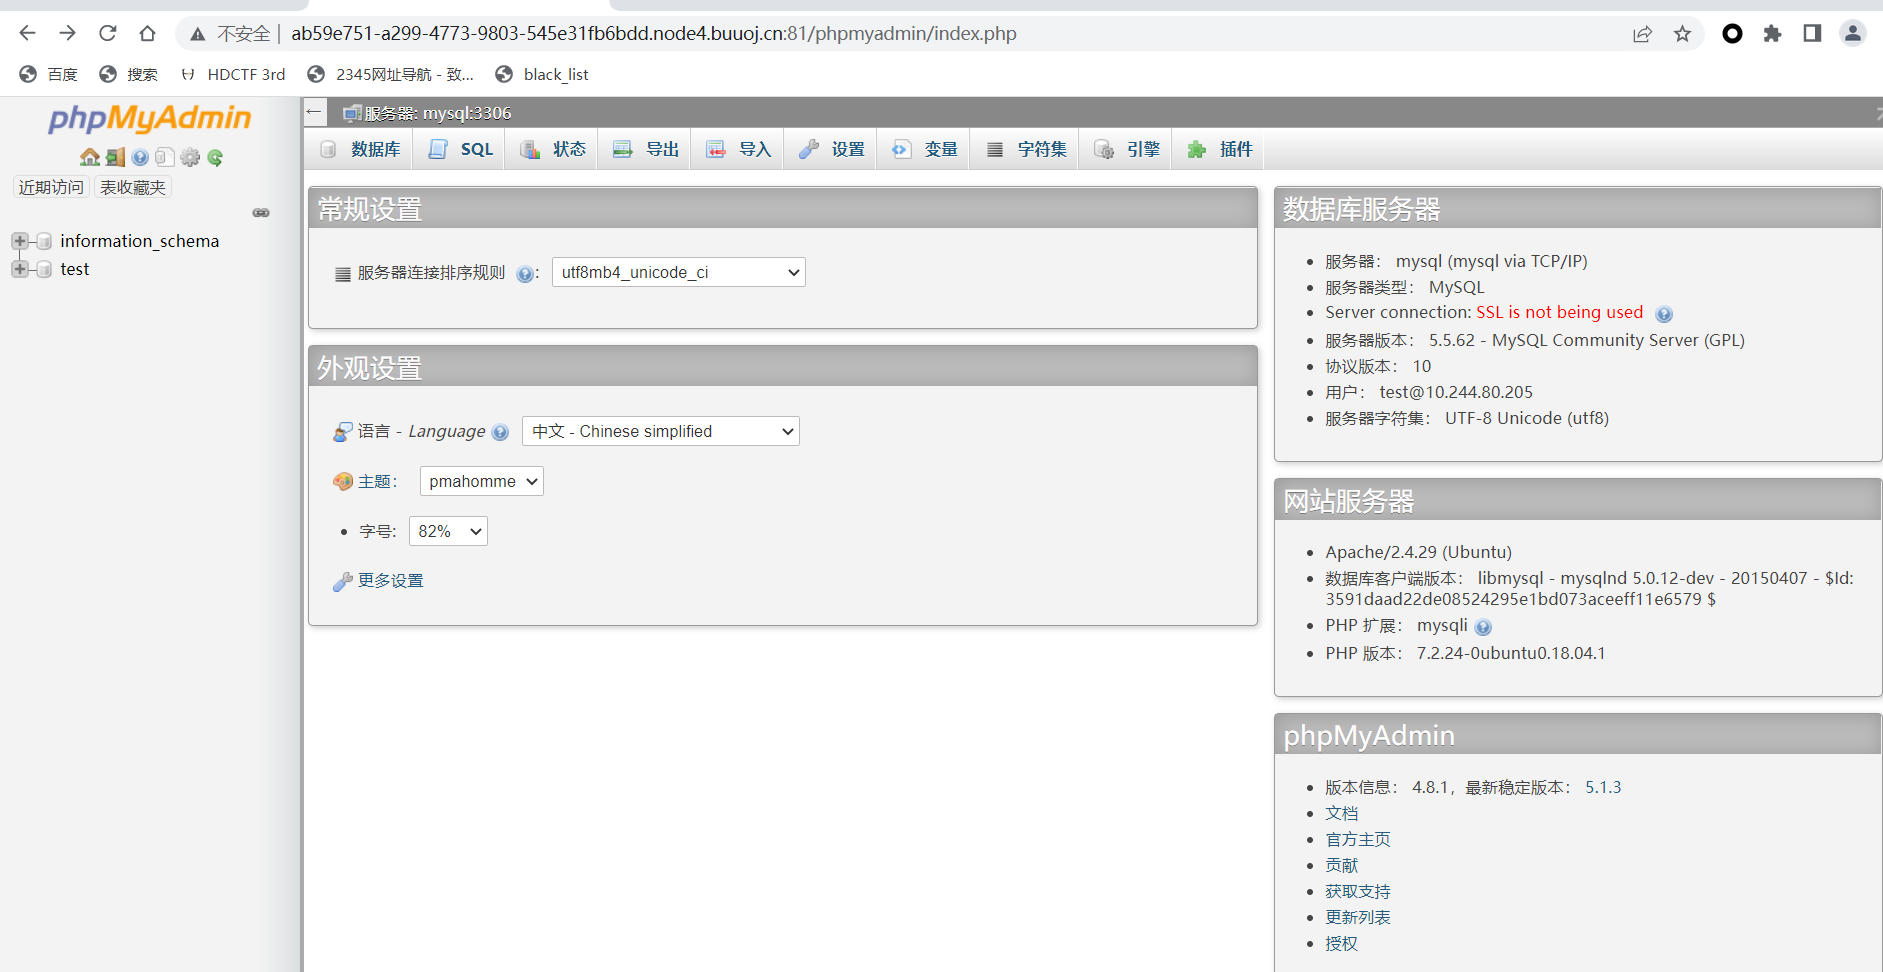 不安全 | ab59e751-a299-4773-9803-545e31fb6bdd.node4.buuoj.cn:81/phpmyadmin/index.php
百度 搜索 HDCTF 3rd 2345网址导航 - 致... black_list
phpMyAdmin
近期访问 表收藏夹
information_schema
test
服务器: mysql:3306
数据库 SQL 状态 导出 导入 设置 变量 字符集 引擎 插件
常规设置
服务器连接排序规则 : utf8mb4_unicode_ci
外观设置
语言 - Language 中文 - Chinese simplified
主题: pmahomme
字号: 82%
更多设置
数据库服务器
服务器: mysql (mysql via TCP/IP)
服务器类型: MySQL
Server connection: SSL is not being used
服务器版本: 5.5.62 - MySQL Community Server (GPL)
协议版本: 10
用户: test@10.244.80.205
服务器字符集: UTF-8 Unicode (utf8)
网站服务器
Apache/2.4.29 (Ubuntu)
数据库客户端版本: libmysql - mysqlnd 5.0.12-dev - 20150407 - $Id:
3591daad22de08524295e1bd073aceeff11e6579 $
PHP 扩展: mysqli
PHP 版本: 7.2.24-0ubuntu0.18.04.1
phpMyAdmin
版本信息: 4.8.1, 最新稳定版本: 5.1.3
文档
官方主页
贡献
获取支持
更新列表
授权